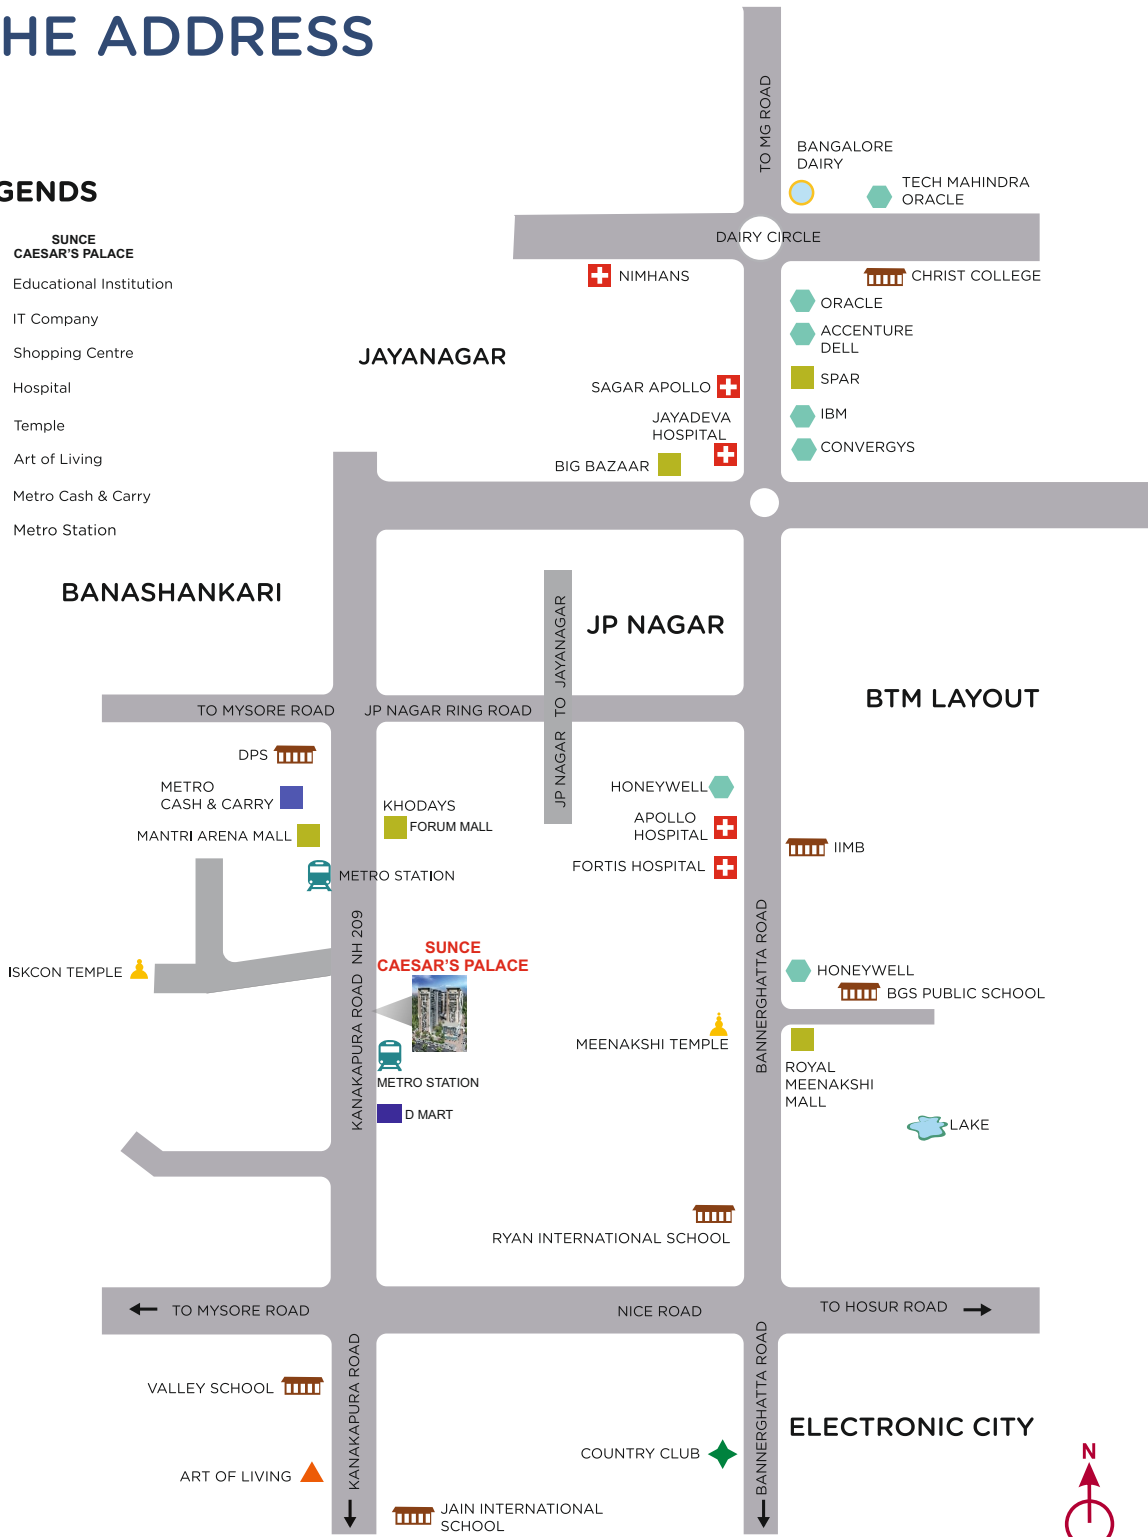 HE ADDRESS
TO MG ROAD
BANGALORE
DAIRY
TECH MAHINDRA
ORACLE
GENDS
SUNCE
CAESAR'S PALACE
Educational Institution
IT Company
Shopping Centre
Hospital
Temple
Art of Living
Metro Cash & Carry
Metro Station
DAIRY CIRCLE
NIMHANS
CHRIST COLLEGE
ORACLE
ACCENTURE
DELL
JAYANAGAR
SAGAR APOLLO
SPAR
JAYADEVA
HOSPITAL
IBM
CONVERGYS
BIG BAZAAR
BANASHANKARI
JP NAGAR
JP NAGAR TO JAYANAGAR
BTM LAYOUT
TO MYSORE ROAD
JP NAGAR RING ROAD
DPS
METRO
CASH & CARRY
MANTRI ARENA MALL
KHODAYS
FORUM MALL
HONEYWELL
APOLLO
HOSPITAL
FORTIS HOSPITAL
IIMB
METRO STATION
KANAKAPURA ROAD NH 209
BANNERGHATTA ROAD
ISKCON TEMPLE
SUNCE
CAESAR'S PALACE
HONEYWELL
BGS PUBLIC SCHOOL
MEENAKSHI TEMPLE
ROYAL
MEENAKSHI
MALL
METRO STATION
D MART
LAKE
RYAN INTERNATIONAL SCHOOL
TO MYSORE ROAD
NICE ROAD
TO HOSUR ROAD
KANAKAPURA ROAD
BANNERGHATTA ROAD
VALLEY SCHOOL
ELECTRONIC CITY
COUNTRY CLUB
ART OF LIVING
N
JAIN INTERNATIONAL
SCHOOL